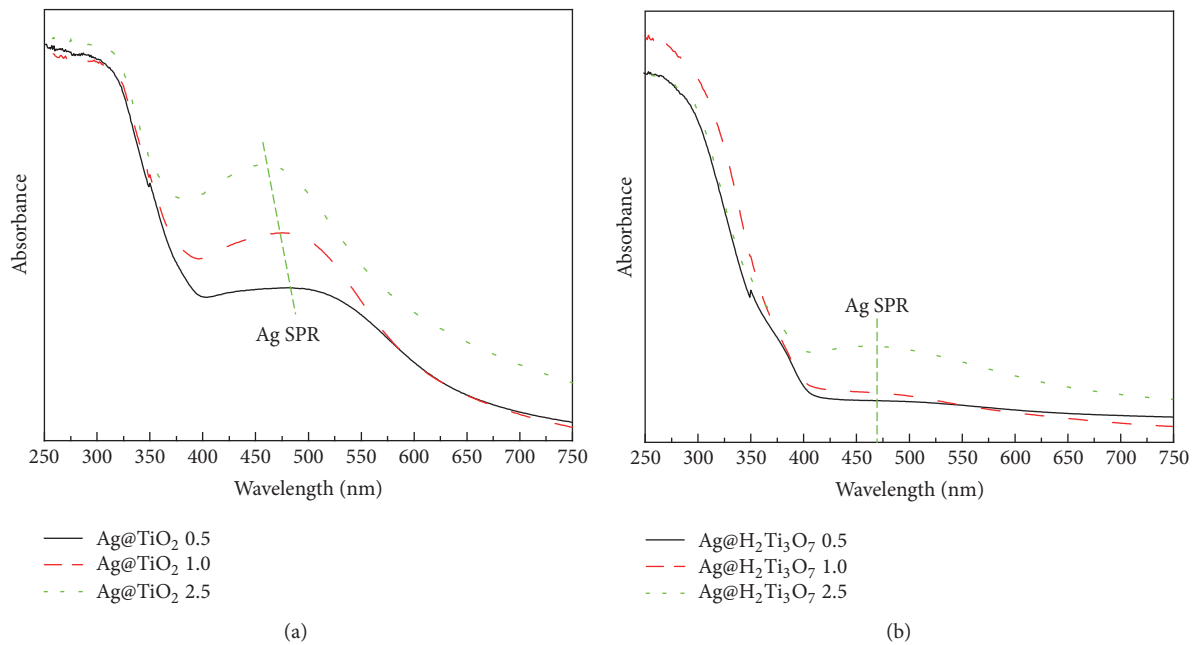 Absorbance
Ag SPR
250 300 350 400 450 500 550 600 650 700 750
Wavelength (nm)
Ag@TiO₂ 0.5
Ag@TiO₂ 1.0
Ag@TiO₂ 2.5
(a)
Absorbance
Ag SPR
250 300 350 400 450 500 550 600 650 700 750
Wavelength (nm)
Ag@H₂Ti₃O₇ 0.5
Ag@H₂Ti₃O₇ 1.0
Ag@H₂Ti₃O₇ 2.5
(b)